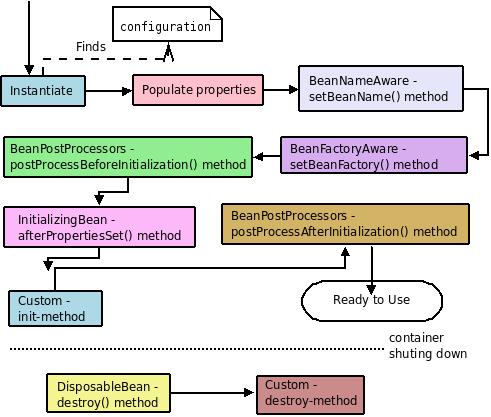 configuration
Finds
Instantiate
Populate properties
BeanNameAware -
setBeanName() method
BeanPostProcessors -
postProcessBeforeInitialization() method
BeanFactoryAware -
setBeanFactory() method
InitializingBean -
afterPropertiesSet() method
BeanPostProcessors -
postProcessAfterInitialization() method
Custom -
init-method
Ready to Use
container
shuting down
DisposableBean -
destroy() method
Custom -
destroy-method